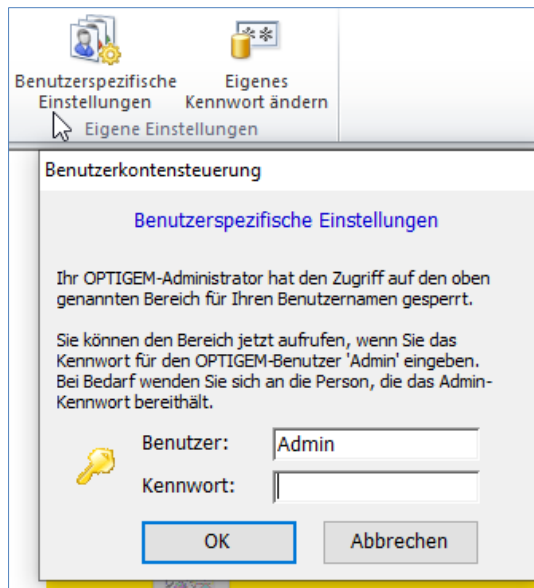 **
Benutzerspezifische
Einstellungen
Eigenes
Kennwort ändern
Eigene Einstellungen
Benutzerkontensteuerung
Benutzerspezifische Einstellungen
Ihr OPTIGEM-Administrator hat den Zugriff auf den oben
genannten Bereich für Ihren Benutzernamen gesperrt.
Sie können den Bereich jetzt aufrufen, wenn Sie das
Kennwort für den OPTIGEM-Benutzer 'Admin' eingeben.
Bei Bedarf wenden Sie sich an die Person, die das Admin-
Kennwort bereithält.
Benutzer: Admin
Kennwort:
OK Abbrechen